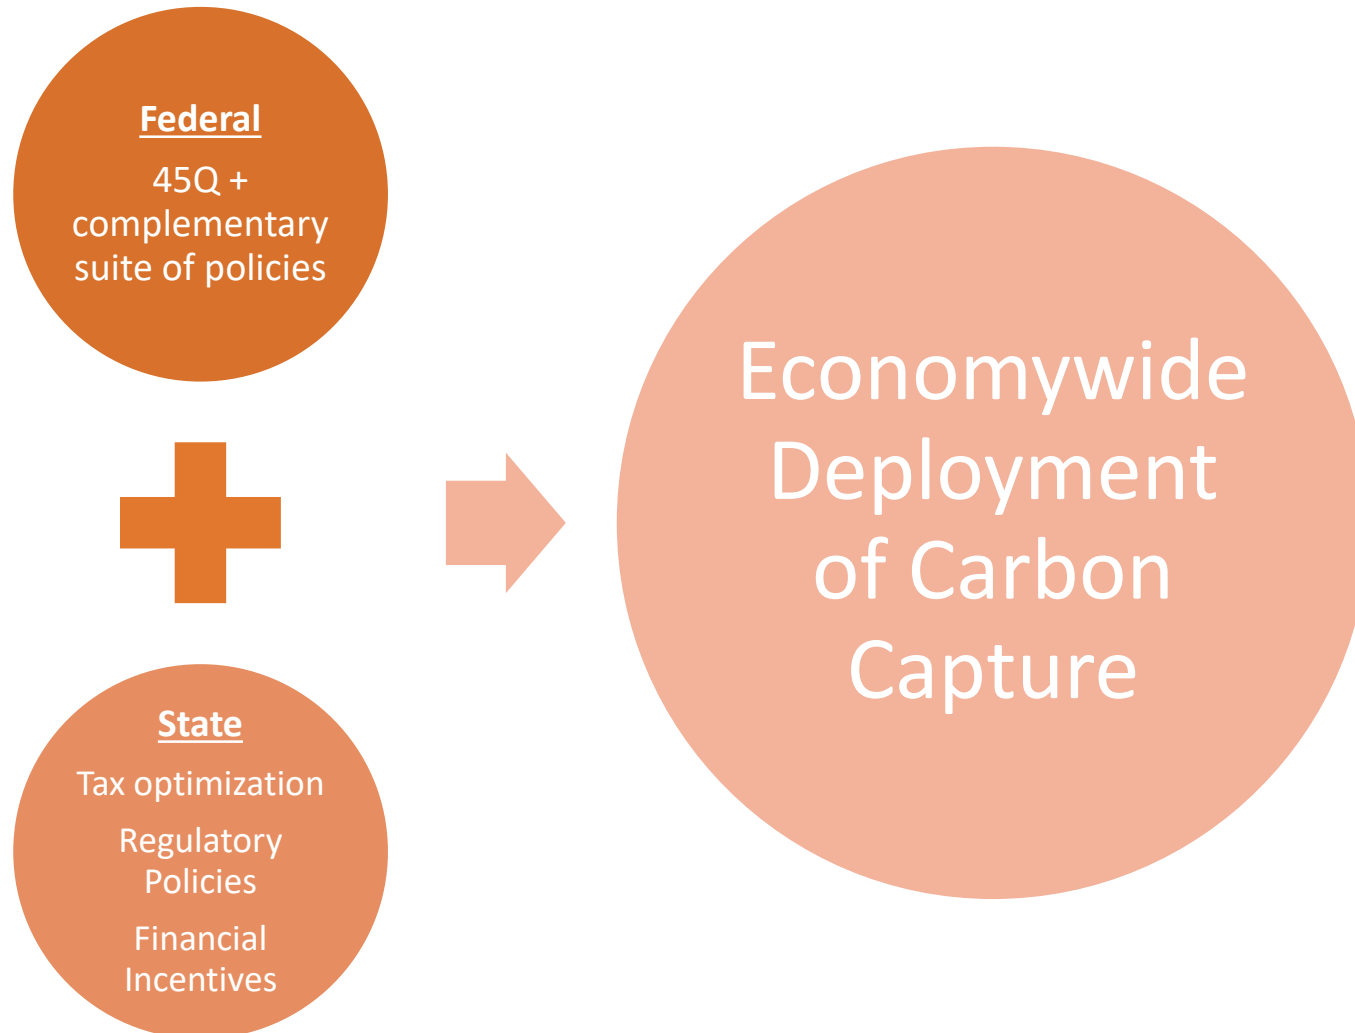 Federal
45Q +
complementary
suite of policies
State
Tax optimization
Regulatory
Policies
Financial
Incentives
Economywide
Deployment
of Carbon
Capture